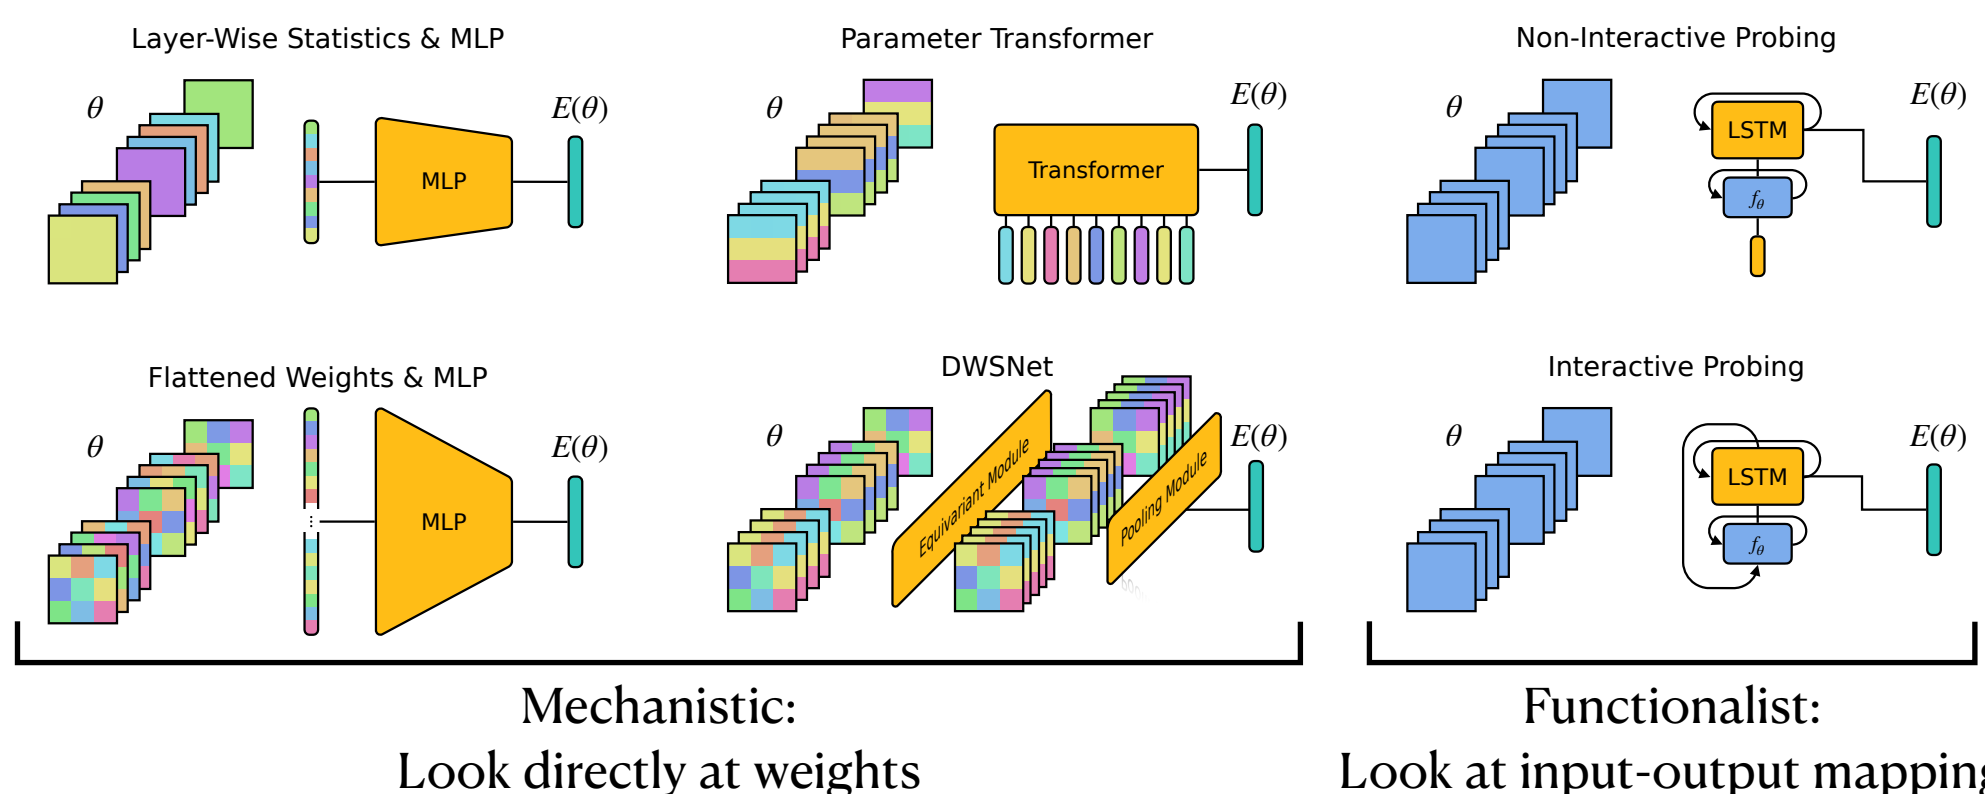 Layer-Wise Statistics & MLP
θ
MLP
E(θ)
Parameter Transformer
θ
Transformer
E(θ)
Non-Interactive Probing
θ
LSTM
fθ
E(θ)
Flattened Weights & MLP
θ
MLP
E(θ)
DWSNet
θ
Equivariant Module
Pooling Module
E(θ)
Interactive Probing
θ
LSTM
fθ
E(θ)
Mechanistic:
Look directly at weights
Functionalist:
Look at input-output mapping